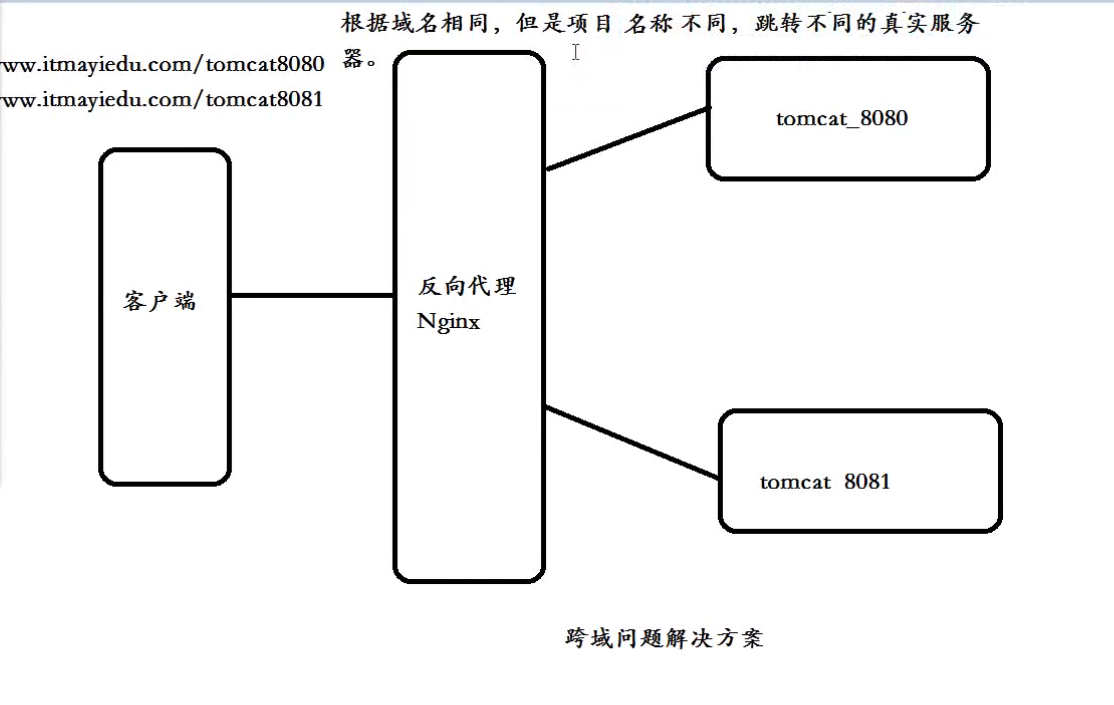 根据域名相同，但是项目 名称 不同，跳转不同的真实服务
器。
ww.itmayiedu.com/tomcat8080
ww.itmayiedu.com/tomcat8081
tomcat_8080
客户端
反向代理
Nginx
tomcat 8081
跨域问题解决方案